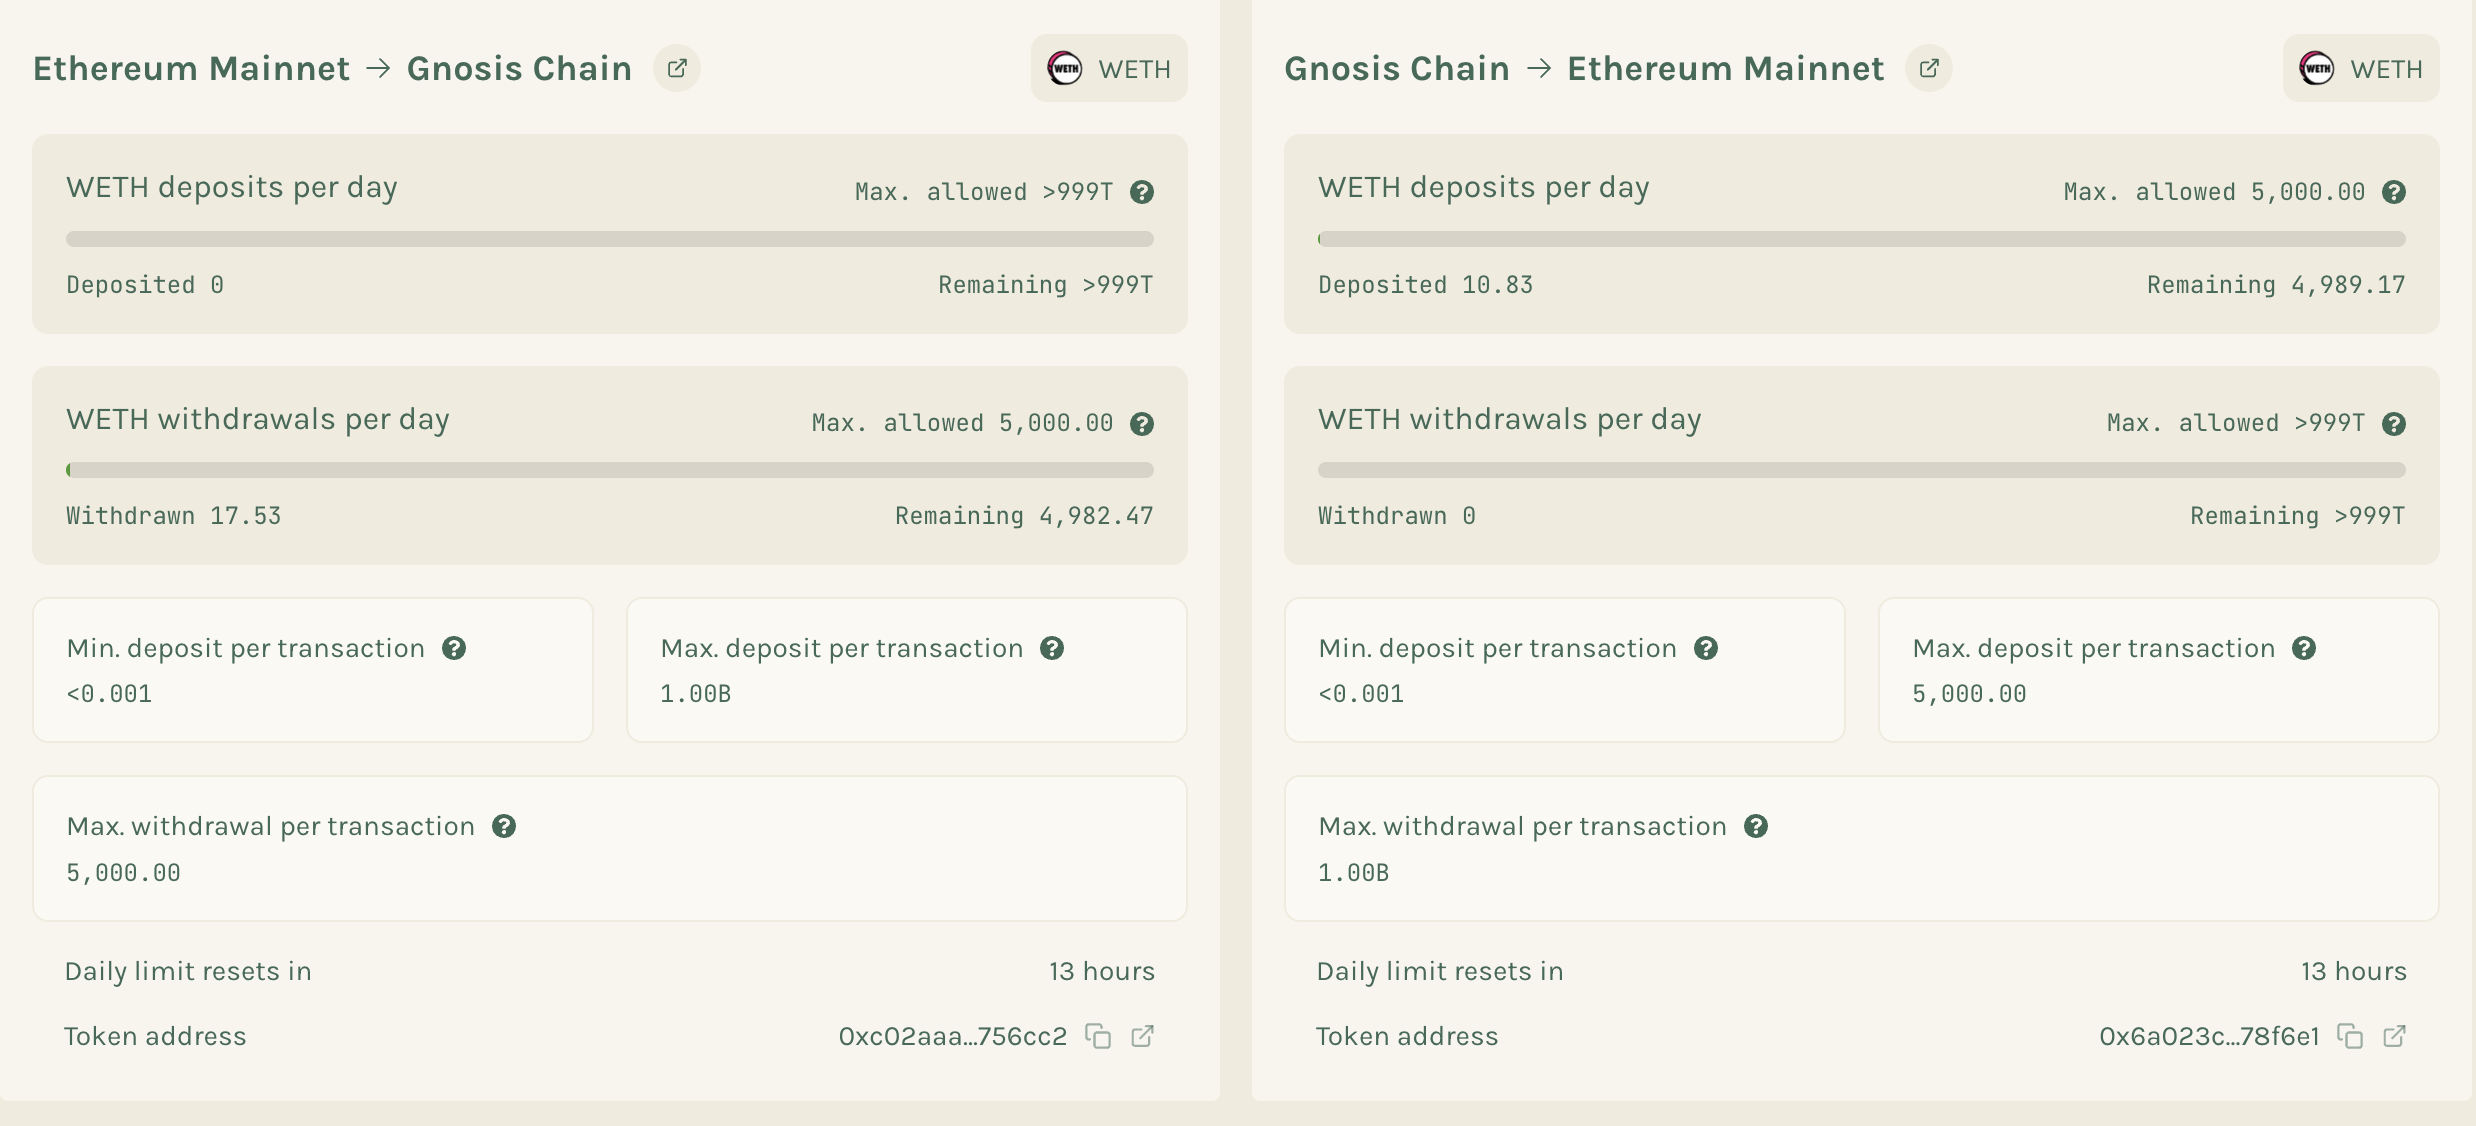 Ethereum Mainnet → Gnosis Chain
WETH
WETH
WETH deposits per day
Max. allowed >999T
Deposited 0
Remaining >999T
WETH withdrawals per day
Max. allowed 5,000.00
Withdrawn 17.53
Remaining 4,982.47
Min. deposit per transaction
<0.001
Max. deposit per transaction
1.00B
Max. withdrawal per transaction
5,000.00
Daily limit resets in
13 hours
Token address
0xc02aaa...756cc2
Gnosis Chain → Ethereum Mainnet
WETH
WETH
WETH deposits per day
Max. allowed 5,000.00
Deposited 10.83
Remaining 4,989.17
WETH withdrawals per day
Max. allowed >999T
Withdrawn 0
Remaining >999T
Min. deposit per transaction
<0.001
Max. deposit per transaction
5,000.00
Max. withdrawal per transaction
1.00B
Daily limit resets in
13 hours
Token address
0x6a023c...78f6e1